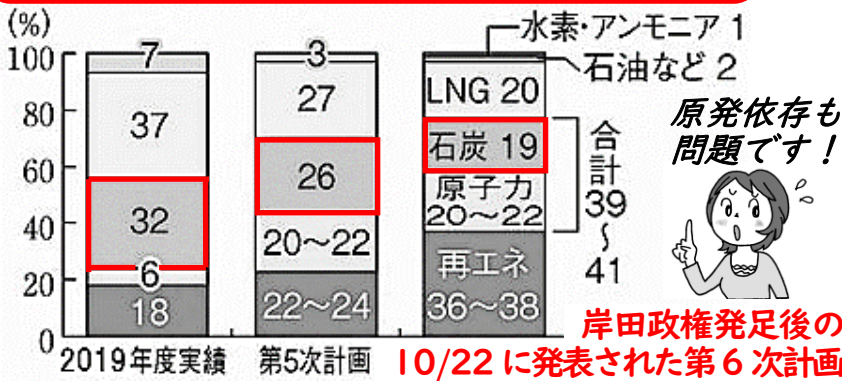 (%)
100
80
60
40
20
0
7
37
32
6
18
2019年度実績
3
27
26
20〜22
22〜24
第5次計画
水素・アンモニア 1
石油など 2
LNG 20
石炭 19
原子力
20〜22
再エネ
36〜38
合計
39
〜
41
原発依存も
問題です！
岸田政権発足後の
10/22 に発表された第6次計画